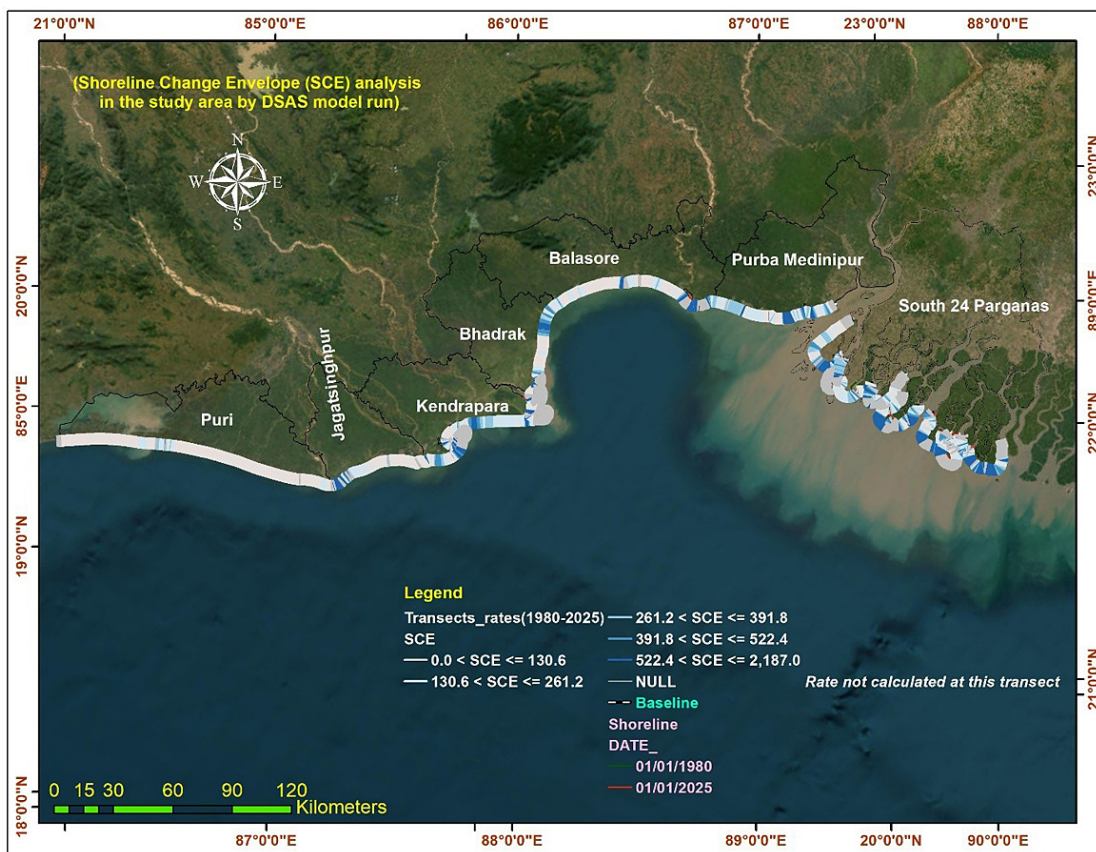 21°0'0"N
85°0'0"E
86°0'0"E
87°0'0"E
23°0'0"N
88°0'0"E
(Shoreline Change Envelope (SCE) analysis
in the study area by DSAS model run)
N
W
E
S
23°0'0"N
20°0'0"N
89°0'0"E
85°0'0"E
22°0'0"N
19°0'0"N
21°0'0"N
18°0'0"N
Balasore
Purba Medinipur
South 24 Parganas
Bhadrak
Jagatsinghpur
Kendrapara
Puri
Legend
Transects_rates(1980-2025)
SCE
0.0 < SCE <= 130.6
130.6 < SCE <= 261.2
261.2 < SCE <= 391.8
391.8 < SCE <= 522.4
522.4 < SCE <= 2,187.0
NULL
Rate not calculated at this transect
Baseline
Shoreline
DATE_
01/01/1980
01/01/2025
0 15 30 60 90 120
Kilometers
87°0'0"E
88°0'0"E
89°0'0"E
20°0'0"N
90°0'0"E